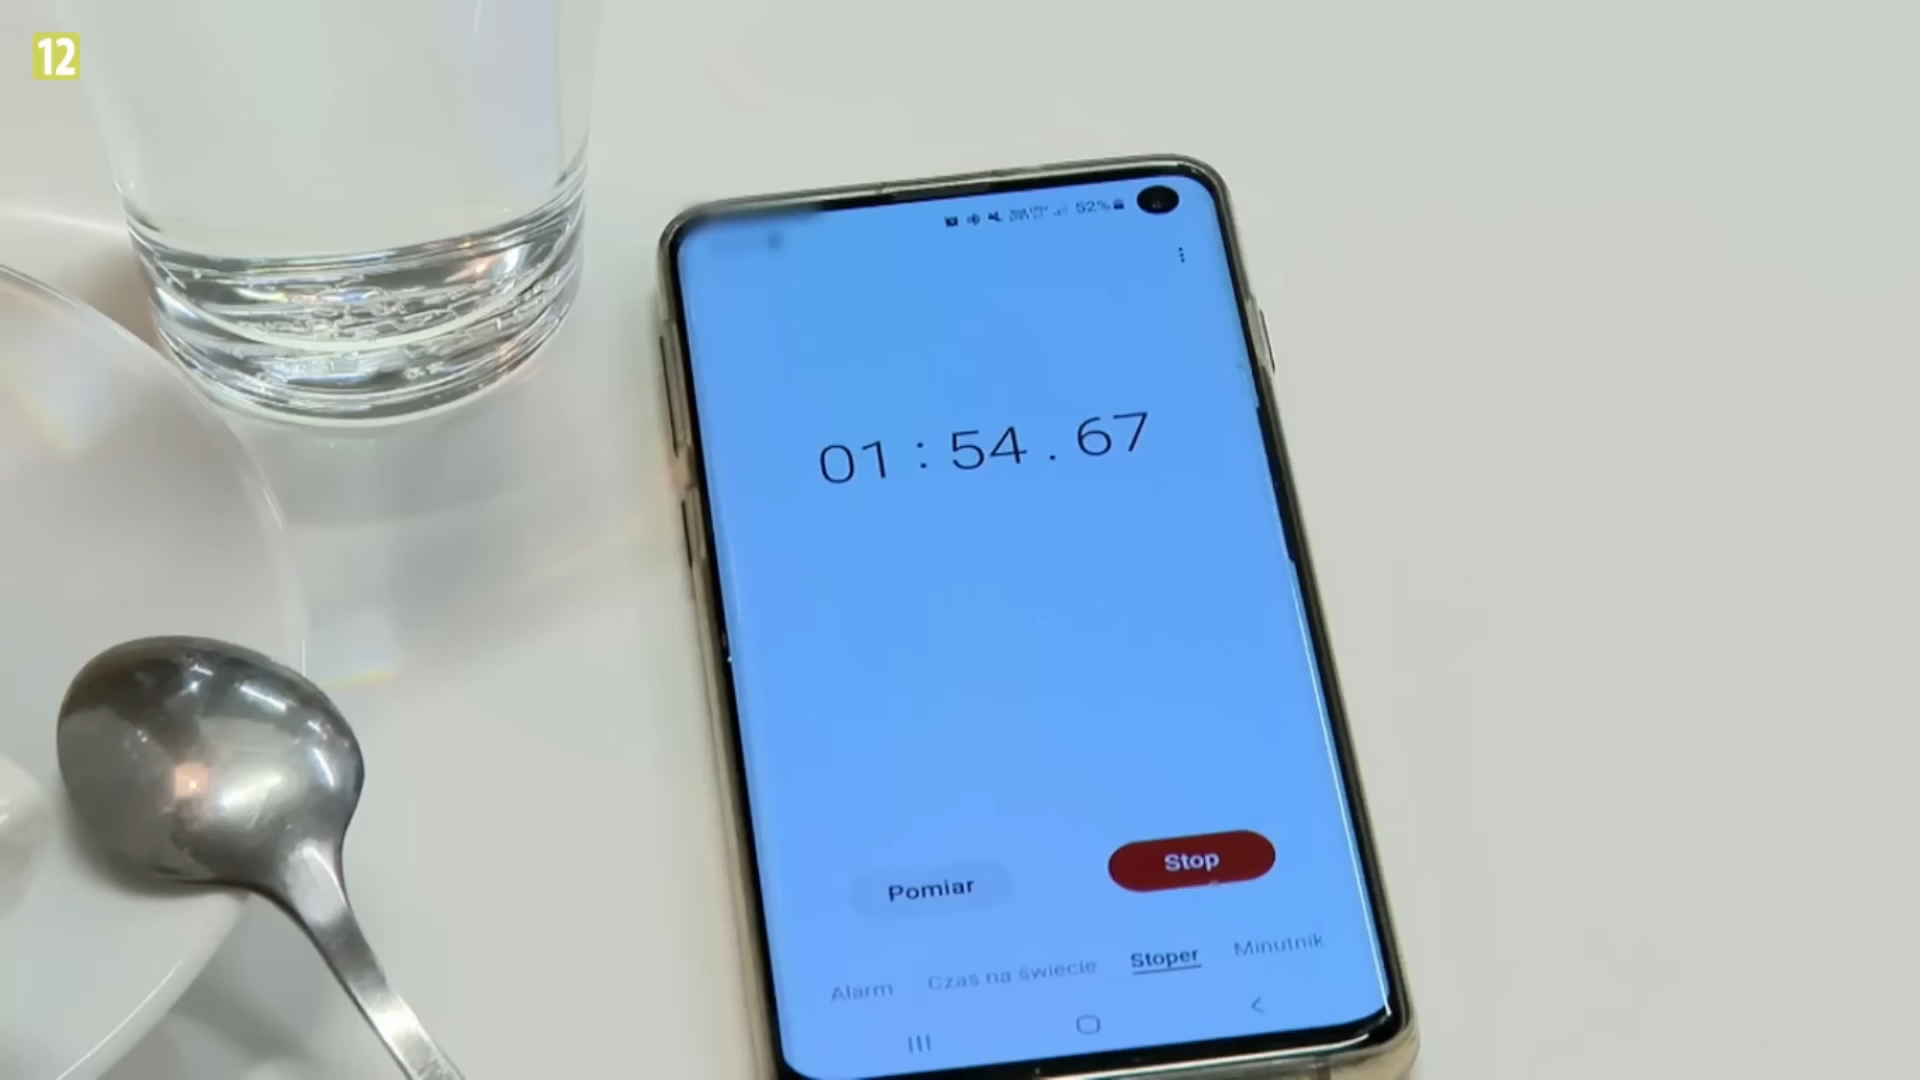 12
52%
01 : 54 . 67
Pomiar
Stop
Alarm
Czas na świecie
Stoper
Minutnik